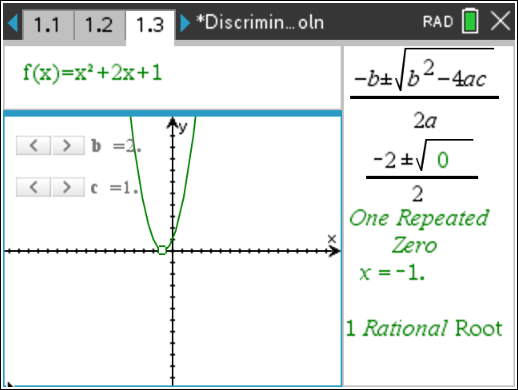 1.1 1.2 1.3 *Discrimin…oln RAD
f(x)=x²+2x+1
b =2.
c =1.
y
x
-b±√(b²-4ac)
2a
-2±√0
2
One Repeated
Zero
x = -1.
1 Rational Root